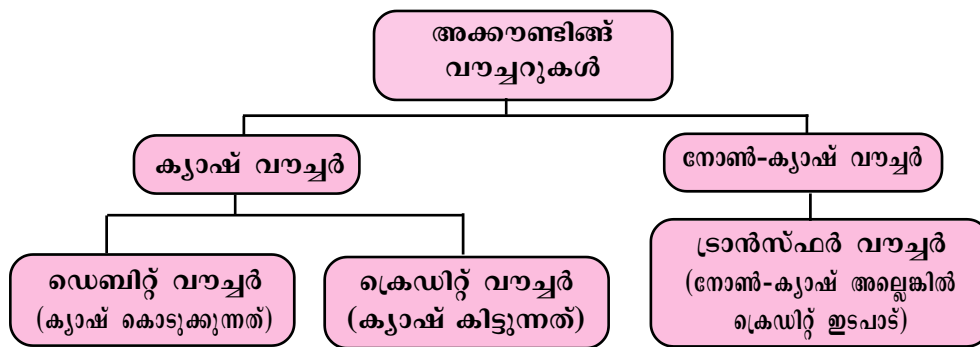 അക്കൗണ്ടിങ്ങ്
വൗച്ചറുകൾ
ക്യാഷ് വൗച്ചർ
നോൺ-ക്യാഷ് വൗച്ചർ
ഡെബിറ്റ് വൗച്ചർ
(ക്യാഷ് കൊടുക്കുന്നത്)
ക്രെഡിറ്റ് വൗച്ചർ
(ക്യാഷ് കിട്ടുന്നത്)
ട്രാൻസ്ഫർ വൗച്ചർ
(നോൺ-ക്യാഷ് അല്ലെങ്കിൽ
ക്രെഡിറ്റ് ഇടപാട്)